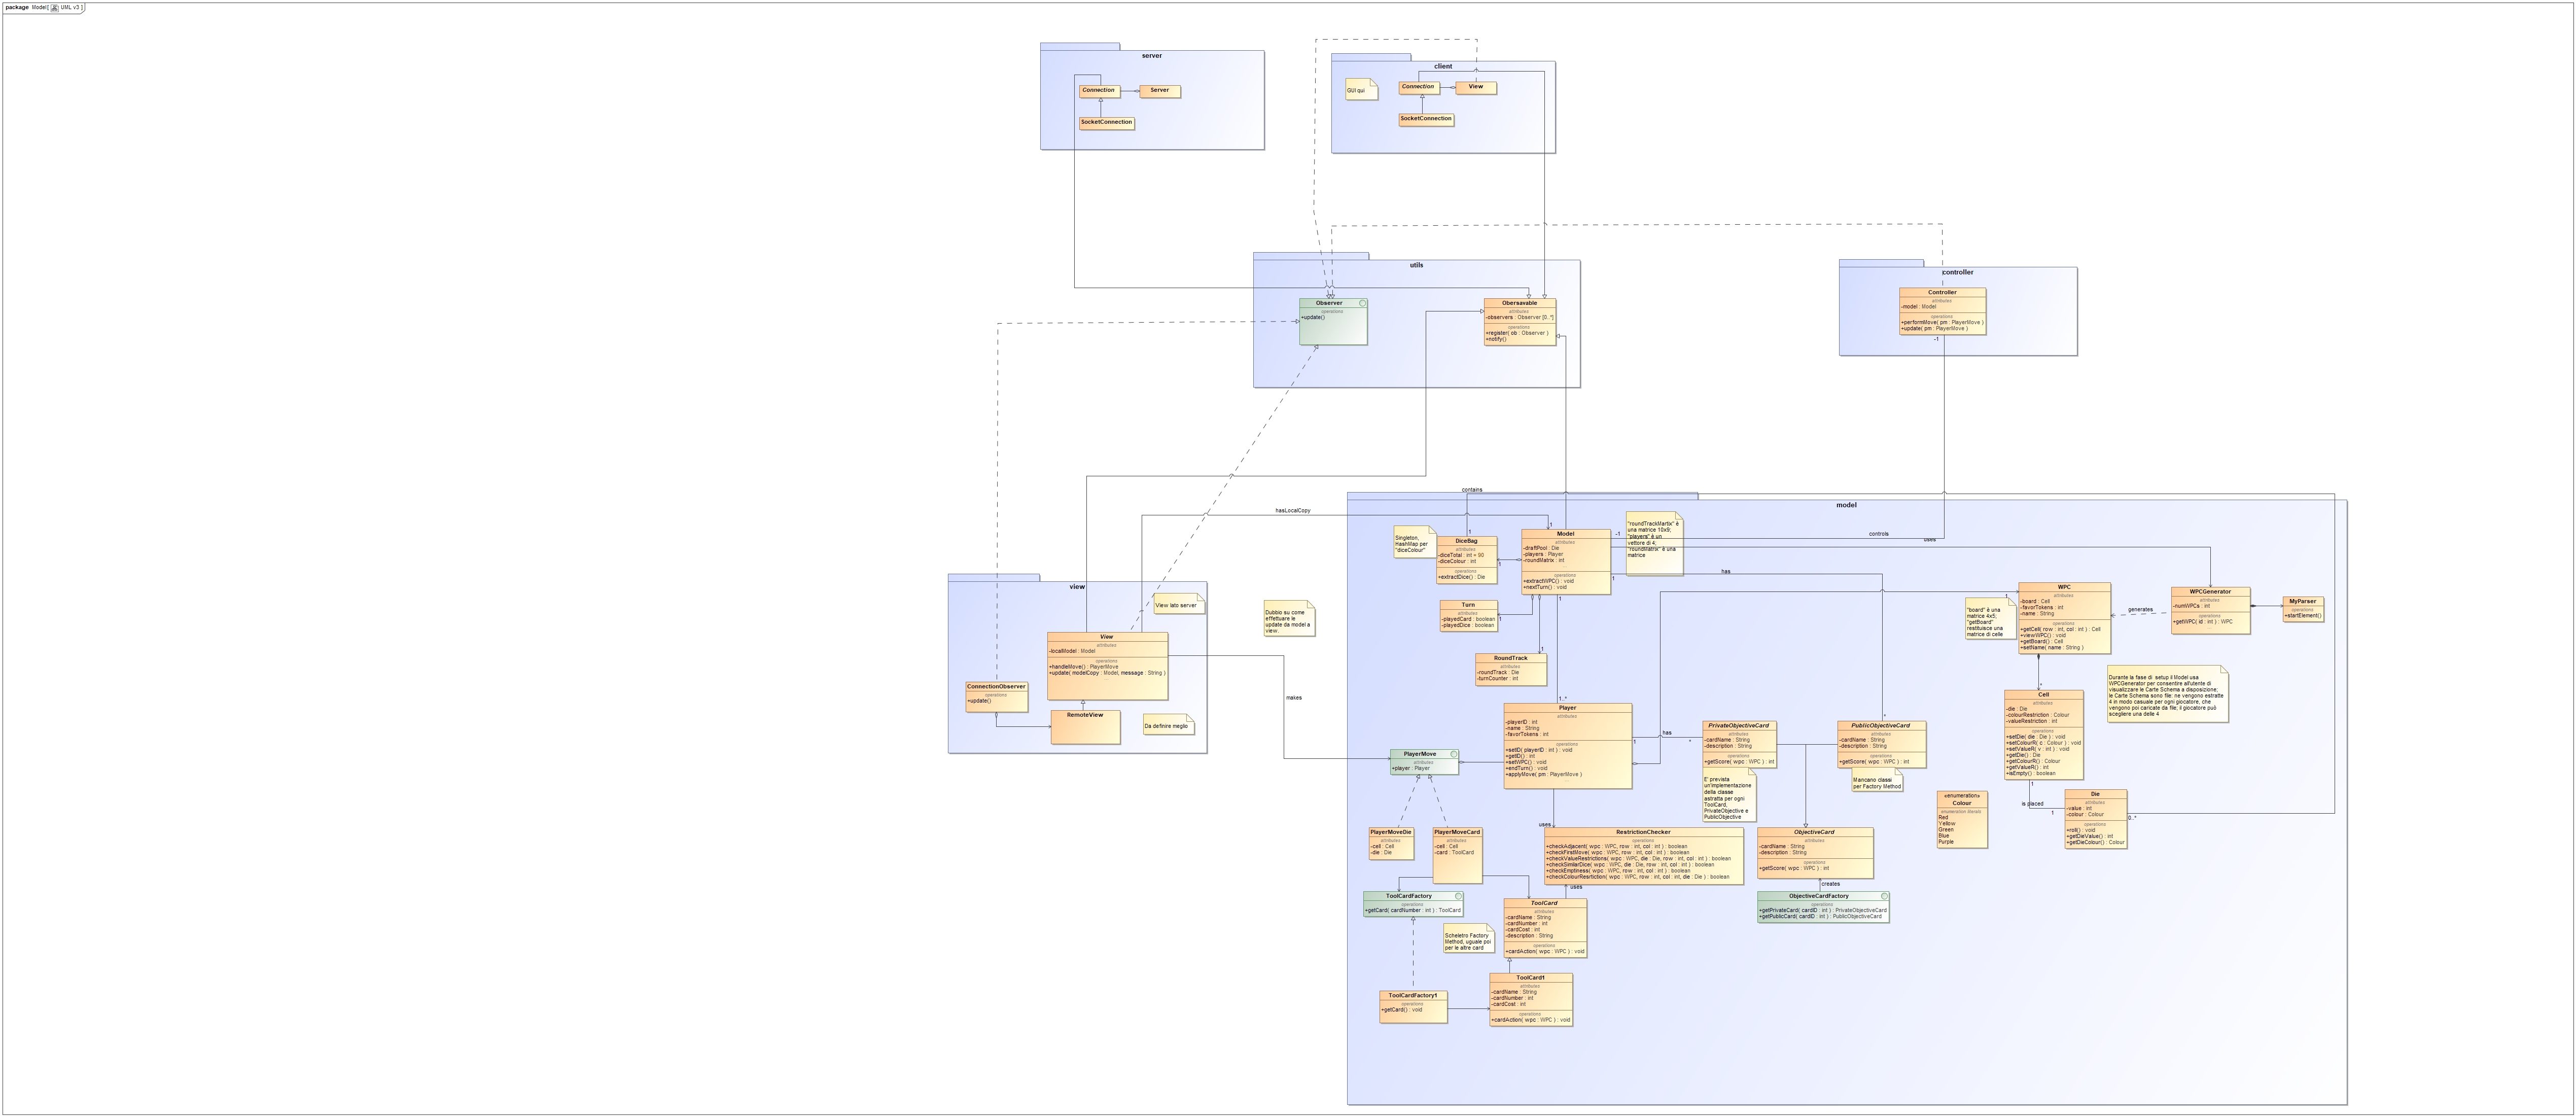 package Model[ UML v3 ]
server
Connection
Server
SocketConnection
client
GUI qui
Connection
View
SocketConnection
utils
Observer
operations
+update()
Obersavable
attributes
-observers : Observer [0..*]
operations
+register( ob : Observer )
+notify()
controller
Controller
attributes
-model : Model
operations
+performMove( pm : PlayerMove )
+update( pm : PlayerMove )
-1
contains
hasLocalCopy
model
Singleton,
HashMap per
"diceColour"
1
DiceBag
attributes
-diceTotal : int = 90
-diceColour : int
operations
+extractDice() : Die
1
1
Model
attributes
-draftPool : Die
-players : Player
-roundMatrix : int
operations
+extractWPC() : void
+nextTurn() : void
-1
"roundTrackMartix" è
una matrice 10x9;
"players" è un
vettore di 4;
"roundMatrix" è una
matrice
controls
uses
has
1
1
Turn
attributes
-playedCard : boolean
-playedDice : boolean
1
RoundTrack
attributes
-roundTrack : Die
-turnCounter : int
1
1..*
view
View lato server
View
attributes
-localModel : Model
operations
+handleMove() : PlayerMove
+update( modelCopy : Model, message : String )
ConnectionObserver
operations
+update()
RemoteView
Da definire meglio
Dubbio su come
effettuare le
update da model a
view.
makes
"board" è una
matrice 4x5;
"getBoard"
restituisce una
matrice di celle
1
WPC
attributes
-board : Cell
-favorTokens : int
-name : String
operations
+getCell( row : int, col : int ) : Cell
+viewWPC() : void
+getBoard() : Cell
+setName( name : String )
generates
WPCGenerator
attributes
-numWPCs : int
operations
+getWPC( id : int ) : WPC
MyParser
operations
+startElement()
Durante la fase di setup il Model usa
WPCGenerator per consentire all'utente di
visualizzare le Carte Schema a disposizione;
le Carte Schema sono file: ne vengono estratte
4 in modo casuale per ogni giocatore, che
vengono poi caricate da file; il giocatore può
scegliere una delle 4
*
Cell
attributes
-die : Die
-colourRestriction : Colour
-valueRestriction : int
operations
+setDie( die : Die ) : void
+setColourR( c : Colour ) : void
+setValueR( v : int ) : void
+getDie() : Die
+getColourR() : Colour
+getValueR() : int
+isEmpty() : boolean
1
is placed
1
Die
attributes
-value : int
-colour : Colour
operations
+roll() : void
+getDieValue() : int
+getDieColour() : Colour
0..*
«enumeration»
Colour
enumeration literals
Red
Yellow
Green
Blue
Purple
Player
attributes
-playerID : int
-name : String
-favorTokens : int
operations
+setID( playerID : int ) : void
+getID() : int
+setWPC() : void
+endTurn() : void
+applyMove( pm : PlayerMove )
1
has
*
PrivateObjectiveCard
attributes
-cardName : String
-description : String
operations
+getScore( wpc : WPC ) : int
E' prevista
un'implementazione
della classe
astratta per ogni
ToolCard,
PrivateObjective e
PublicObjective
*
PublicObjectiveCard
attributes
-cardName : String
-description : String
operations
+getScore( wpc : WPC ) : int
Mancano classi
per Factory Method
PlayerMove
attributes
+player : Player
PlayerMoveDie
attributes
-cell : Cell
-die : Die
PlayerMoveCard
attributes
-cell : Cell
-card : ToolCard
uses
RestrictionChecker
operations
+checkAdjacent( wpc : WPC, row : int, col : int ) : boolean
+checkFirstMove( wpc : WPC, row : int, col : int ) : boolean
+checkValueRestrictions( wpc : WPC, die : Die, row : int, col : int ) : boolean
+checkSimilarDice( wpc : WPC, die : Die, row : int, col : int ) : boolean
+checkEmptiness( wpc : WPC, row : int, col : int ) : boolean
+checkColourResrtiction( wpc : WPC, row : int, col : int, die : Die ) : boolean
uses
ObjectiveCard
attributes
-cardName : String
-description : String
operations
+getScore( wpc : WPC ) : int
creates
ObjectiveCardFactory
operations
+getPrivateCard( cardID : int ) : PrivateObjectiveCard
+getPublicCard( cardID : int ) : PublicObjectiveCard
ToolCardFactory
operations
+getCard( cardNumber : int ) : ToolCard
Scheletro Factory
Method, uguale poi
per le altre card
ToolCard
attributes
-cardName : String
-cardNumber : int
-cardCost : int
-description : String
operations
+cardAction( wpc : WPC ) : void
ToolCardFactory1
operations
+getCard() : void
ToolCard1
attributes
-cardName : String
-cardNumber : int
-cardCost : int
operations
+cardAction( wpc : WPC ) : void